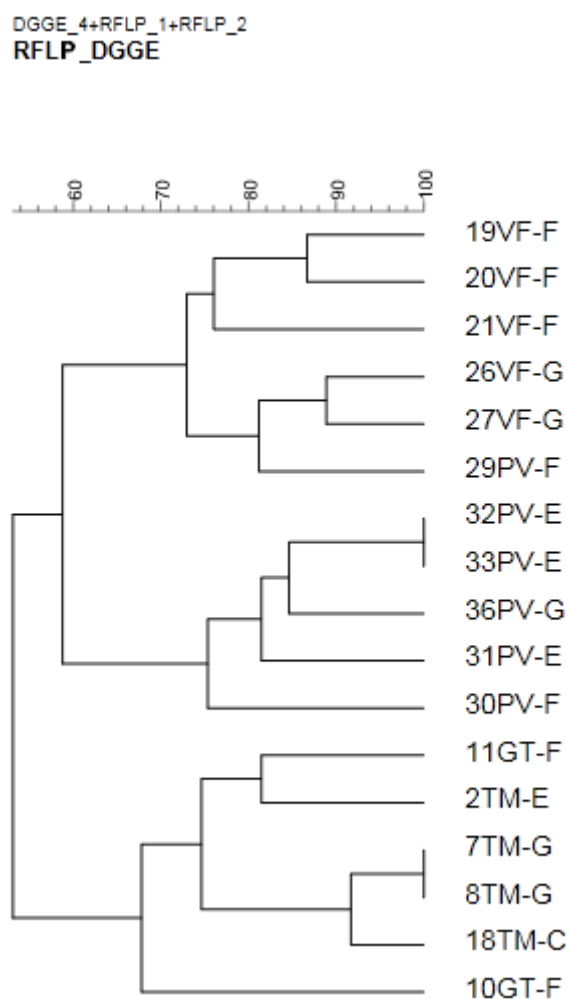 DGGE_4+RFLP_1+RFLP_2
RFLP_DGGE
60 70 80 90 100
19VF-F
20VF-F
21VF-F
26VF-G
27VF-G
29PV-F
32PV-E
33PV-E
36PV-G
31PV-E
30PV-F
11GT-F
2TM-E
7TM-G
8TM-G
18TM-C
10GT-F